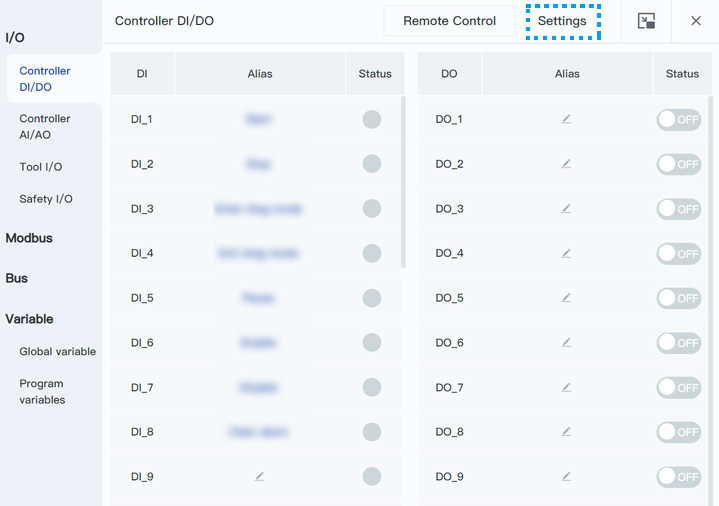 Controller DI/DO
Remote Control
Settings
I/O
Controller
DI/DO
Controller
AI/AO
Tool I/O
Safety I/O
Modbus
Bus
Variable
Global variable
Program
variables
DI Alias Status
DI_1
DI_2
DI_3
DI_4
DI_5
DI_6
DI_7
DI_8
DI_9
DO Alias Status
DO_1 OFF
DO_2 OFF
DO_3 OFF
DO_4 OFF
DO_5 OFF
DO_6 OFF
DO_7 OFF
DO_8 OFF
DO_9 OFF